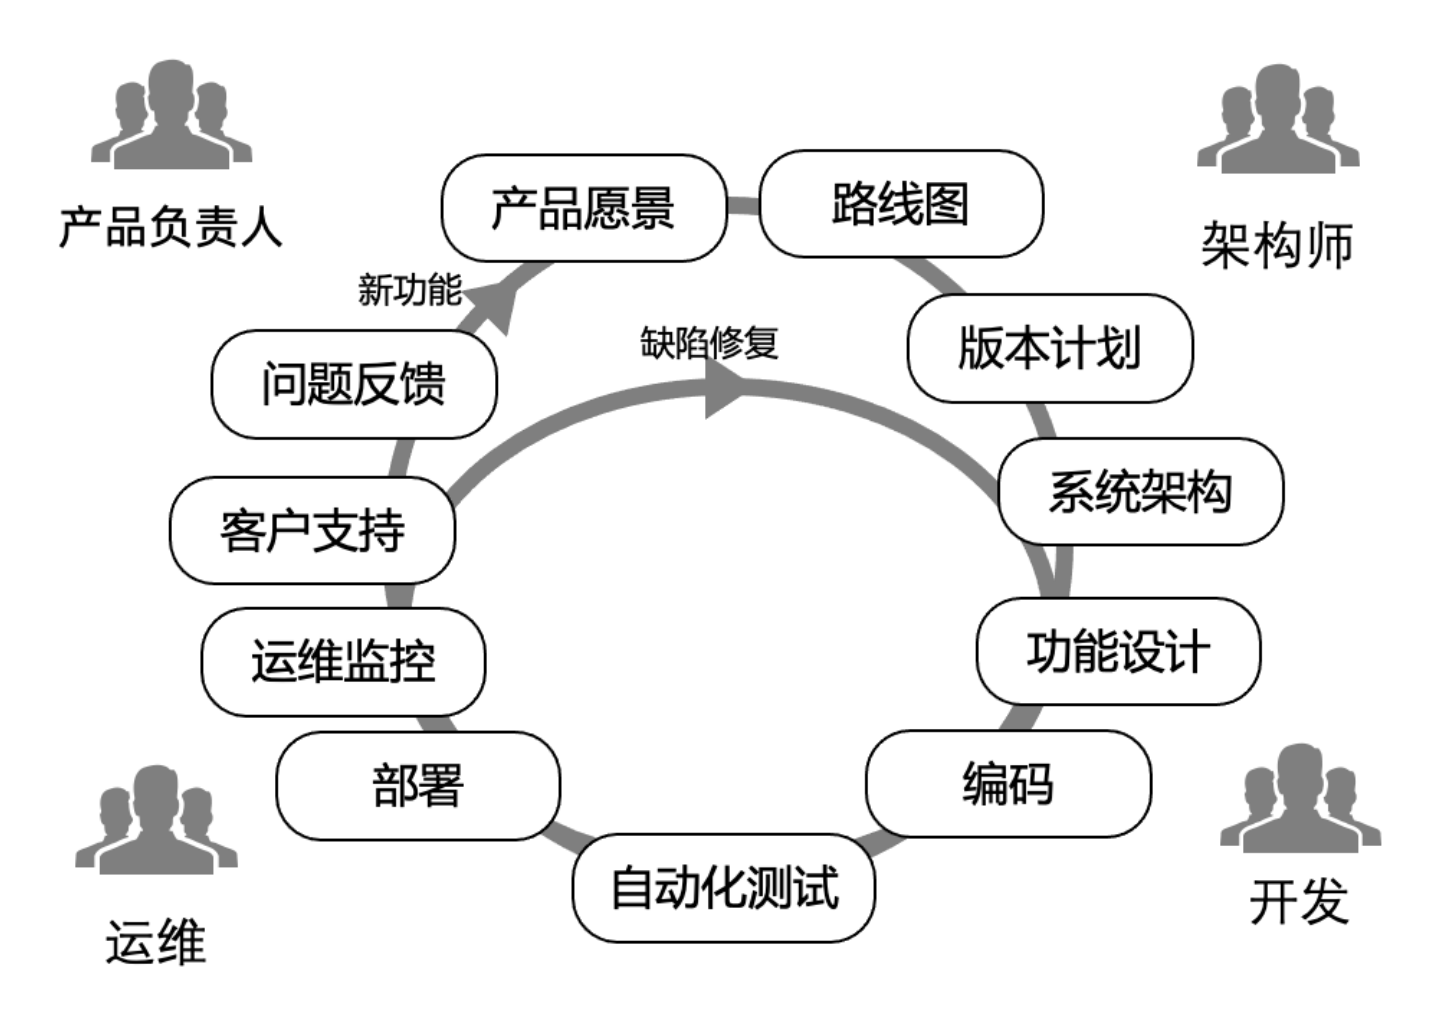 产品负责人
架构师
产品愿景
路线图
新功能
缺陷修复
问题反馈
版本计划
客户支持
系统架构
运维监控
功能设计
部署
编码
自动化测试
运维
开发